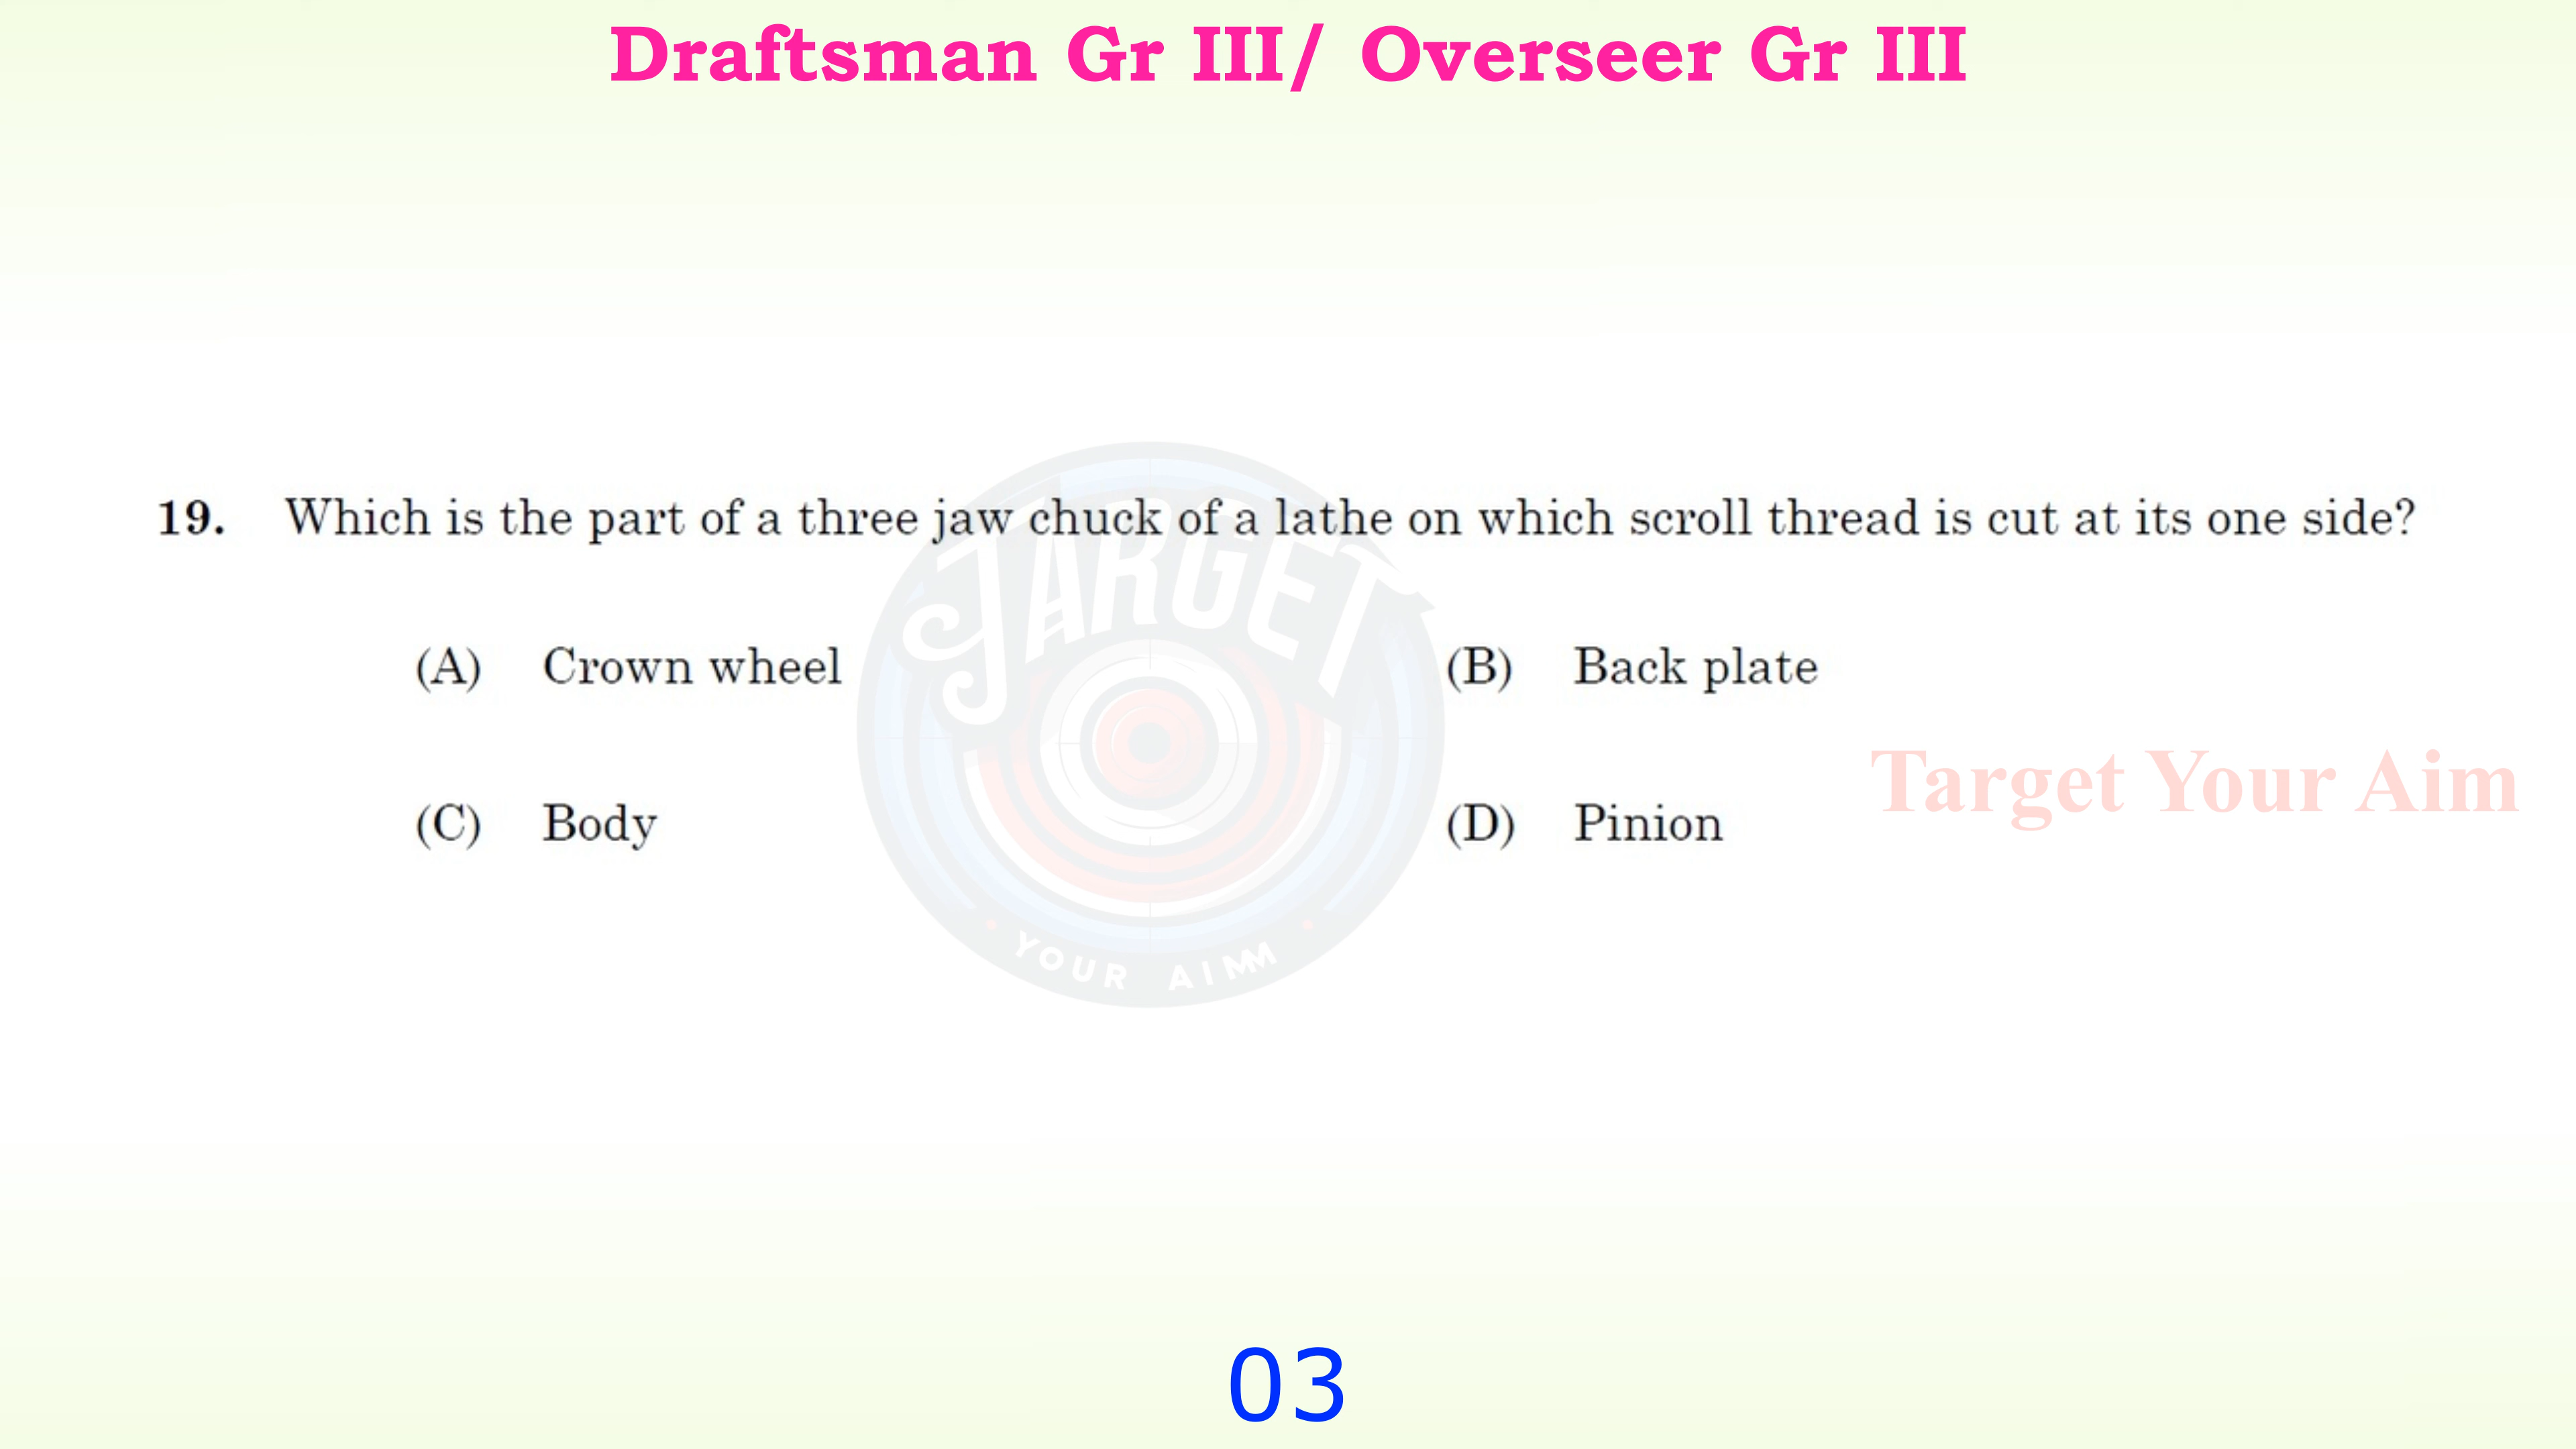 Draftsman Gr III/ Overseer Gr III
19. Which is the part of a three jaw chuck of a lathe on which scroll thread is cut at its one side?
(A) Crown wheel (B) Back plate
(C) Body (D) Pinion
TARGET
YOUR AIMM
Target Your Aim
03